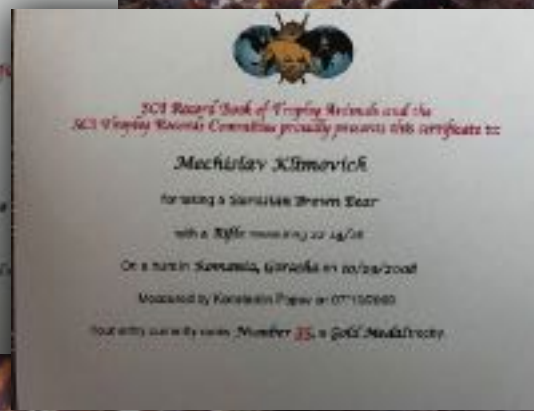 SCI Record Book of Trophy Animals and the
SCI Trophy Records Committee proudly presents this certificate to:
Mechislav Klimovich
for taking a Brown Bear
with a Rifle measuring
On a hunt in Romania, on
Measured by Konstantin Popov on
Your entry currently ranks Number 35, a Gold Medal trophy.